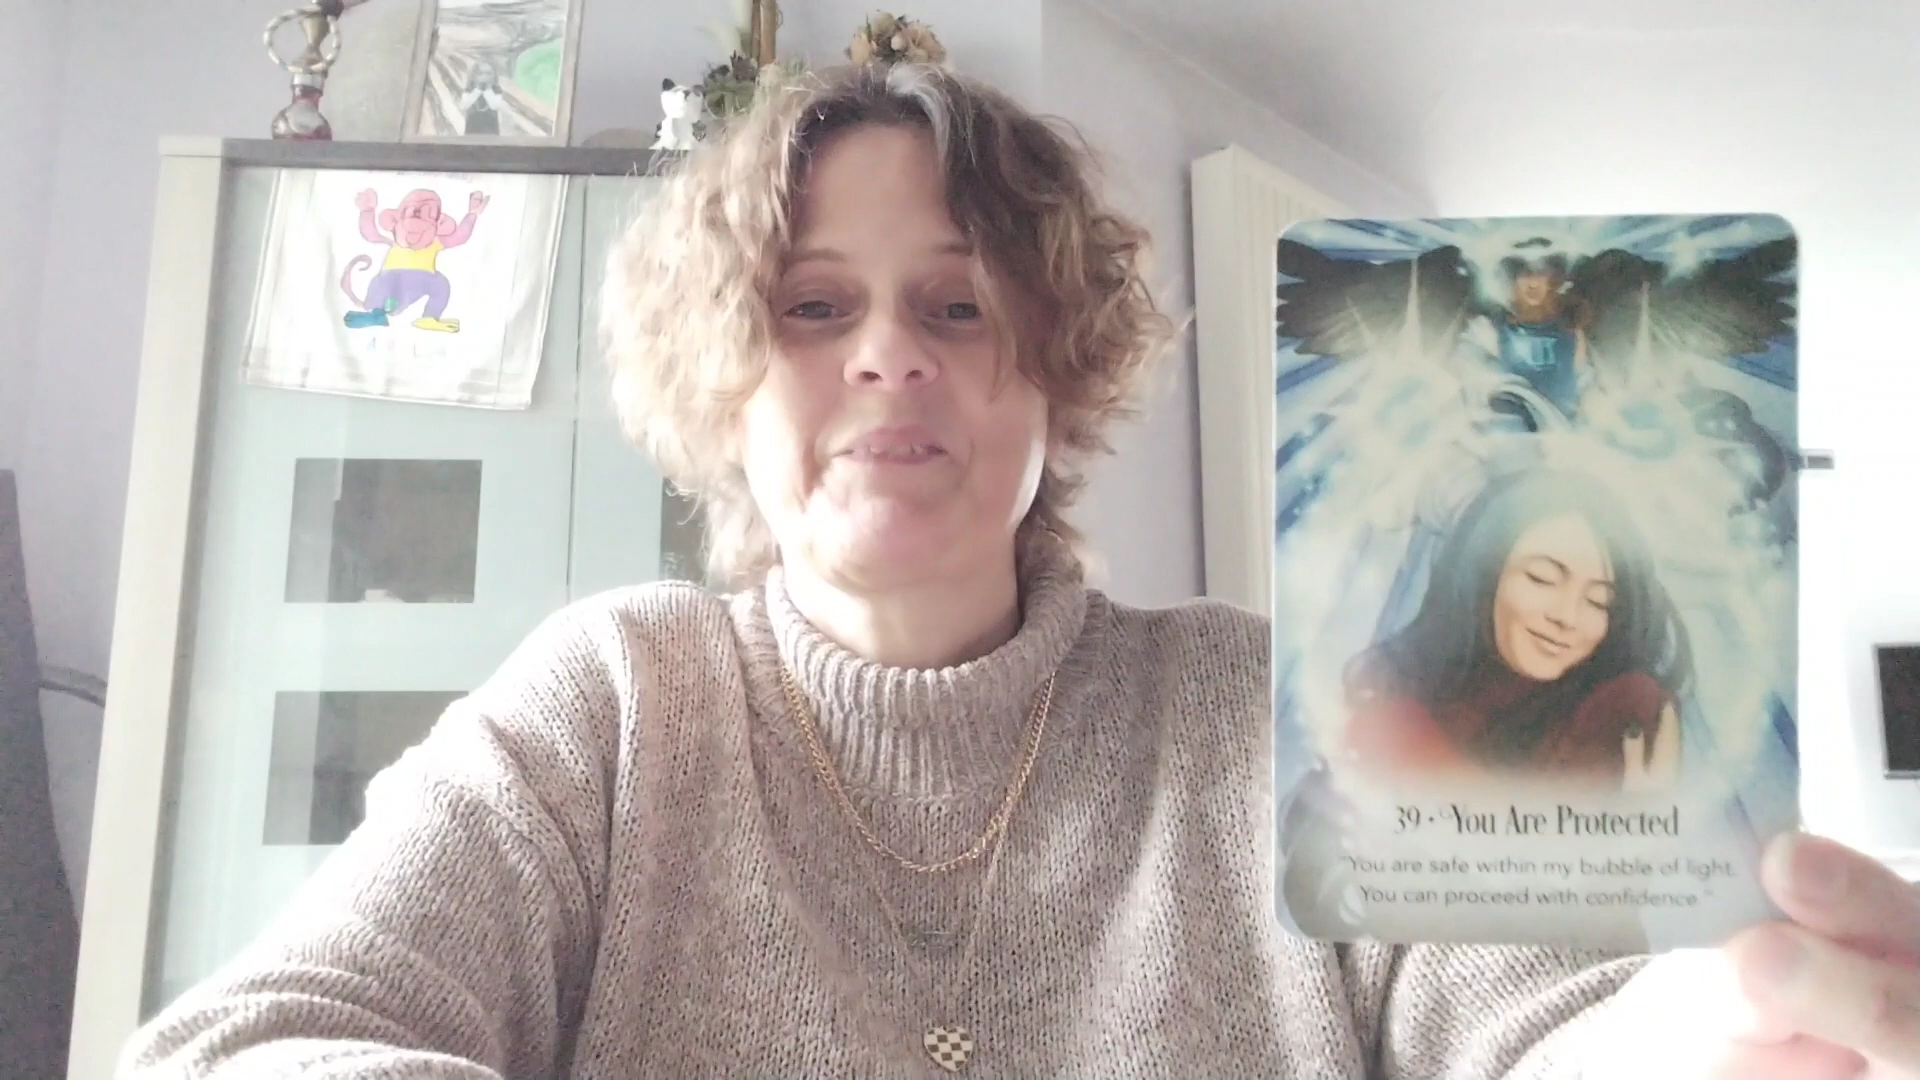 39 • You Are Protected
"You are safe within my bubble of light.
You can proceed with confidence."